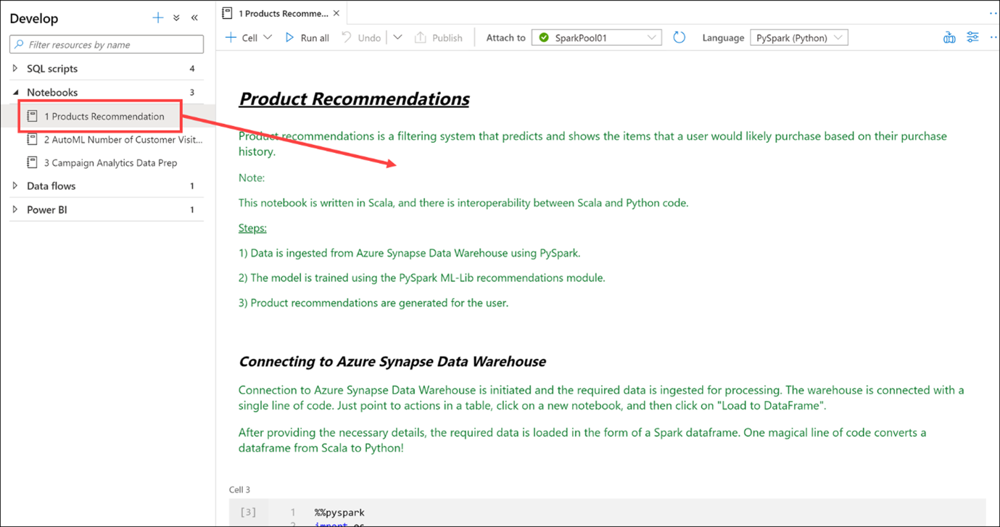 Develop
Filter resources by name
SQL scripts 4
Notebooks 3
1 Products Recommendation
2 AutoML Number of Customer Visit...
3 Campaign Analytics Data Prep
Data flows 1
Power BI 1
1 Products Recomme...
Cell Run all Undo Publish Attach to SparkPool01 Language PySpark (Python)
Product Recommendations
Product recommendations is a filtering system that predicts and shows the items that a user would likely purchase based on their purchase
history.
Note:
This notebook is written in Scala, and there is interoperability between Scala and Python code.
Steps:
1) Data is ingested from Azure Synapse Data Warehouse using PySpark.
2) The model is trained using the PySpark ML-Lib recommendations module.
3) Product recommendations are generated for the user.
Connecting to Azure Synapse Data Warehouse
Connection to Azure Synapse Data Warehouse is initiated and the required data is ingested for processing. The warehouse is connected with a
single line of code. Just point to actions in a table, click on a new notebook, and then click on "Load to DataFrame".
After providing the necessary details, the required data is loaded in the form of a Spark dataframe. One magical line of code converts a
dataframe from Scala to Python!
Cell 3
[3] 1 %%pyspark
2 import os